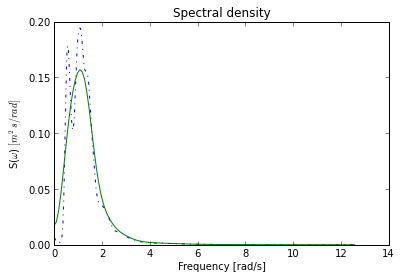 Spectral density
0.20
0.15
0.10
0.05
0.00
S(ω) [m² s/rad]
0 2 4 6 8 10 12 14
Frequency [rad/s]